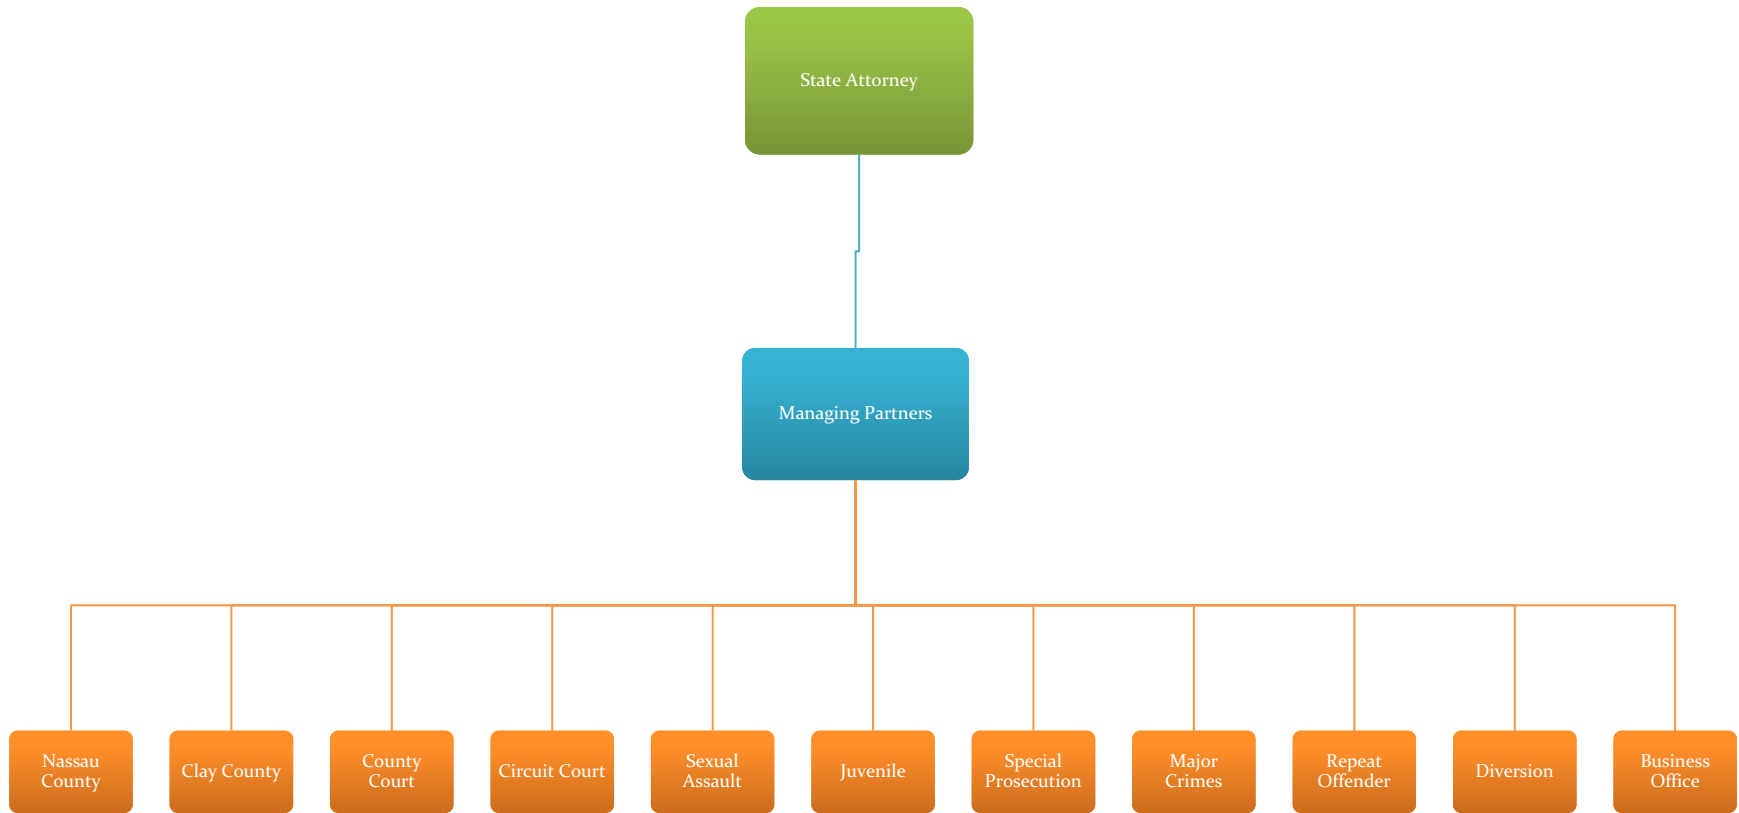 State Attorney
Managing Partners
Nassau
County
Clay County
County
Court
Circuit Court
Sexual
Assault
Juvenile
Special
Prosecution
Major
Crimes
Repeat
Offender
Diversion
Business
Office